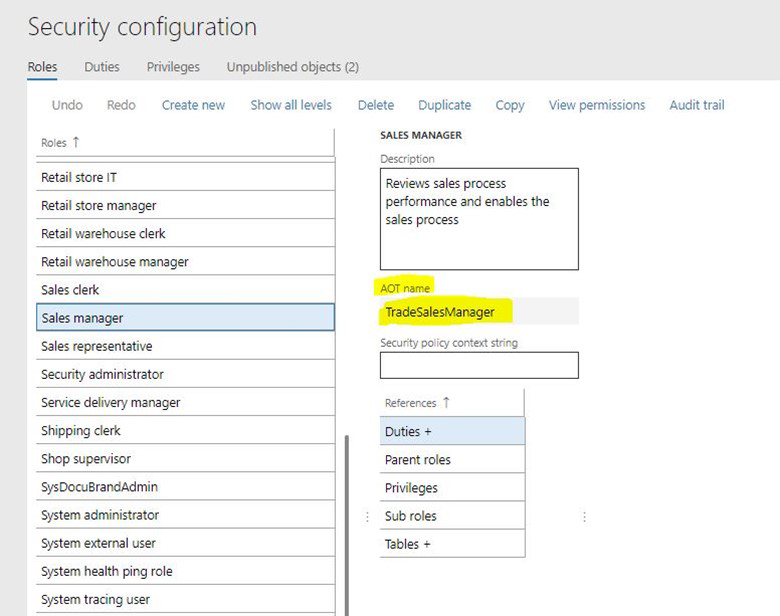 Security configuration
Roles Duties Privileges Unpublished objects (2)
Undo Redo Create new Show all levels Delete Duplicate Copy View permissions Audit trail
Roles ↑
Retail store IT
Retail store manager
Retail warehouse clerk
Retail warehouse manager
Sales clerk
Sales manager
Sales representative
Security administrator
Service delivery manager
Shipping clerk
Shop supervisor
SysDocuBrandAdmin
System administrator
System external user
System health ping role
System tracing user
SALES MANAGER
Description
Reviews sales process
performance and enables the
sales process
AOT name
TradeSalesManager
Security policy context string
References ↑
Duties +
Parent roles
Privileges
Sub roles
Tables +